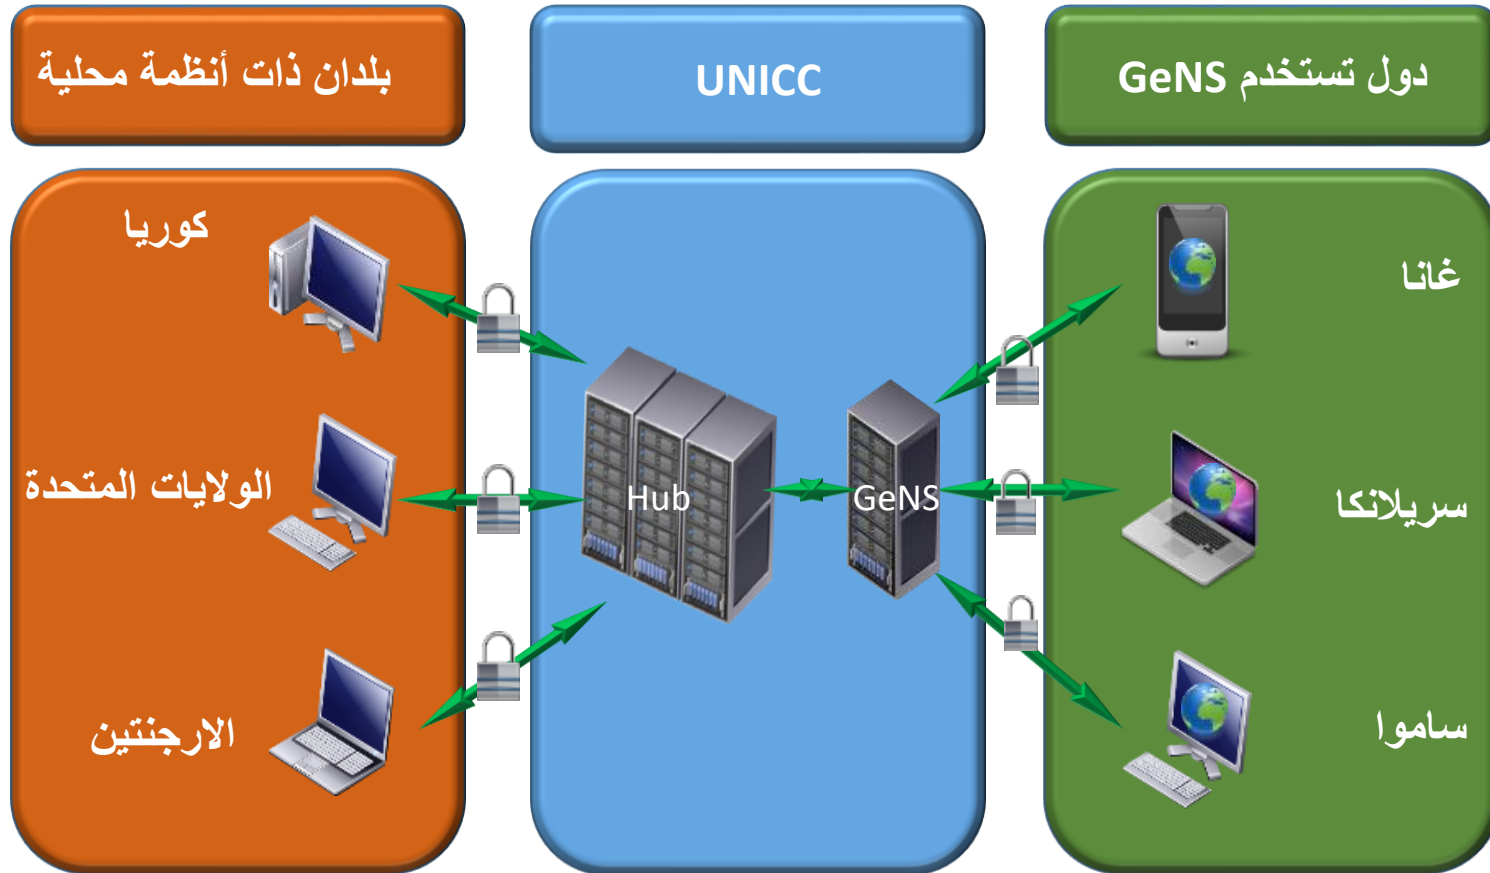 دول تستخدم GeNS
UNICC
بلدان ذات أنظمة محلية
غانا
سريلانكا
ساموا
GeNS
Hub
كوريا
الولايات المتحدة
الارجنتين